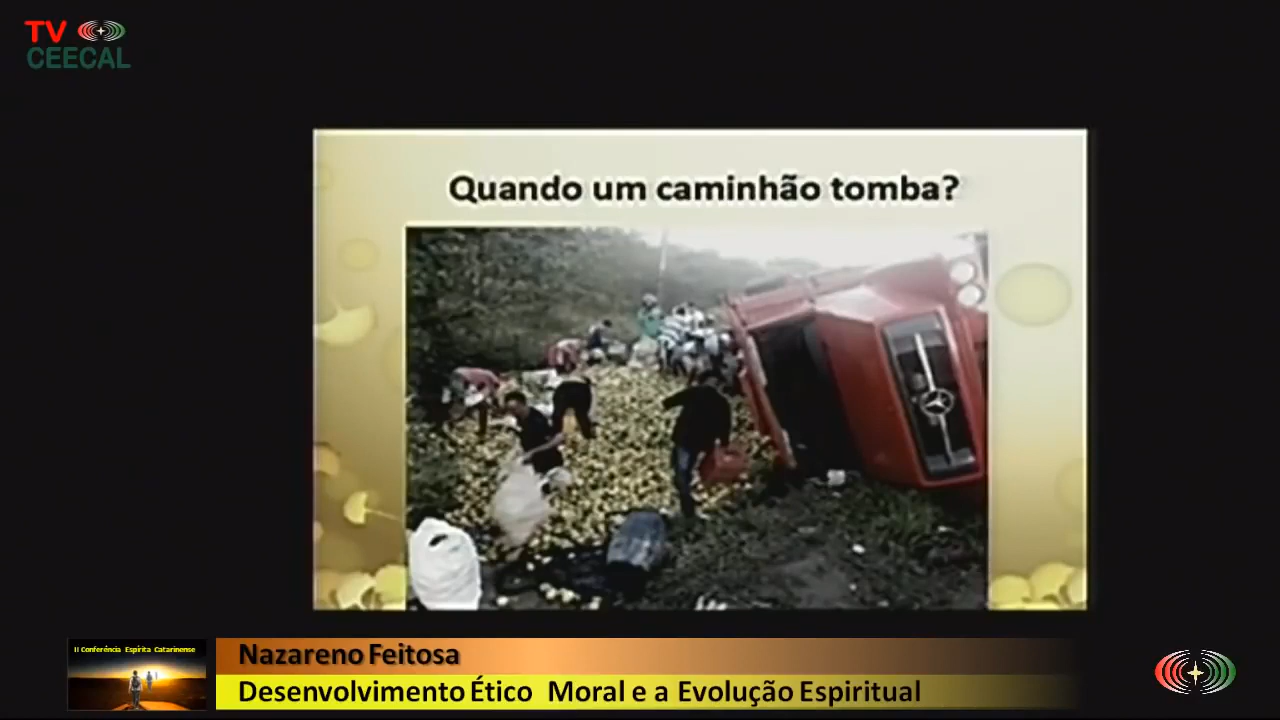 TV
CEECAL
Quando um caminhão tomba?
II Conferência Espírita Catarinense
Nazareno Feitosa
Desenvolvimento Ético Moral e a Evolução Espiritual